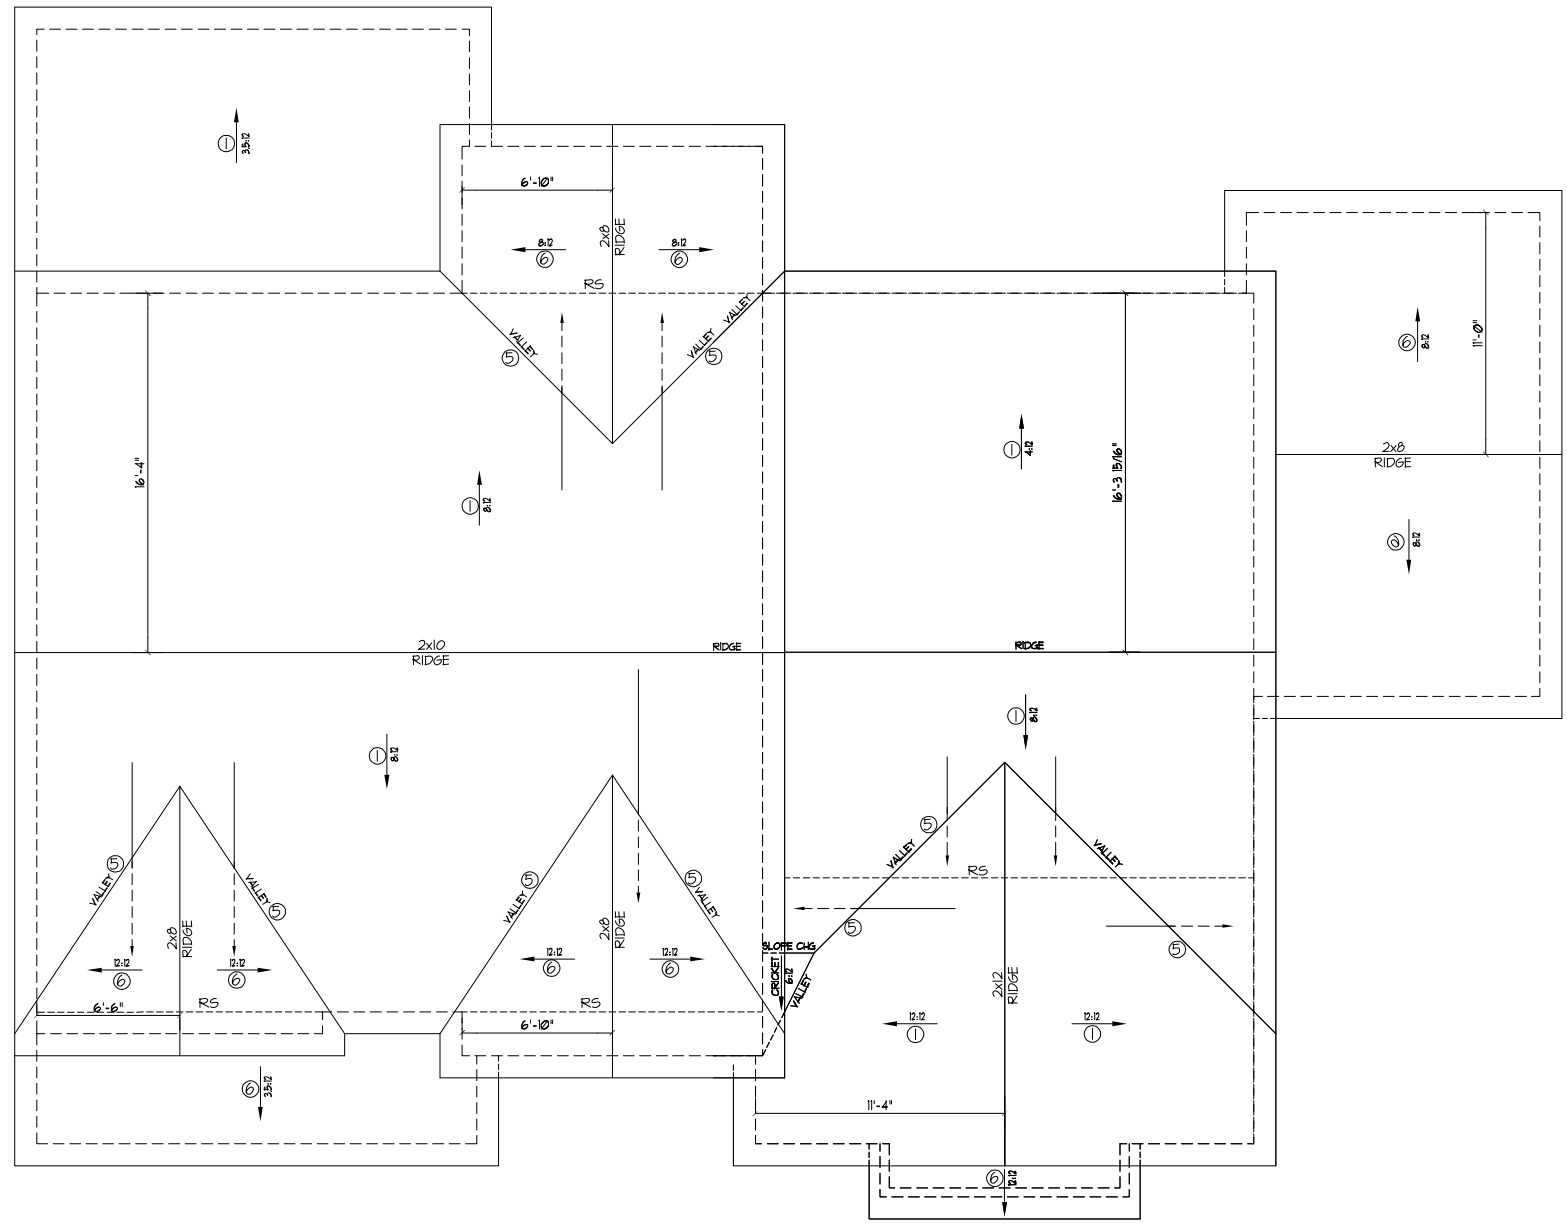 1
3.5:12
6'-10"
2x8
RIDGE
8:12
6
8:12
6
RS
VALLEY
5
VALLEY
VALLEY
5
16'-4"
1
8:12
1
4:12
16'-3 15/16"
6
8:12
11'-0"
2x8
RIDGE
2
8:12
2x10
RIDGE
RIDGE
RIDGE
1
8:12
1
8:12
VALLEY
5
VALLEY
5
2x8
RIDGE
12:12
6
12:12
6
RS
6'-6"
VALLEY
5
VALLEY
5
2x8
RIDGE
12:12
6
12:12
6
RS
6'-10"
VALLEY
5
VALLEY
RS
5
5
SLOPE CHG
CRICKET
6:12
VALLEY
2x12
RIDGE
12:12
1
12:12
1
6
3.5:12
11'-4"
6
12:12